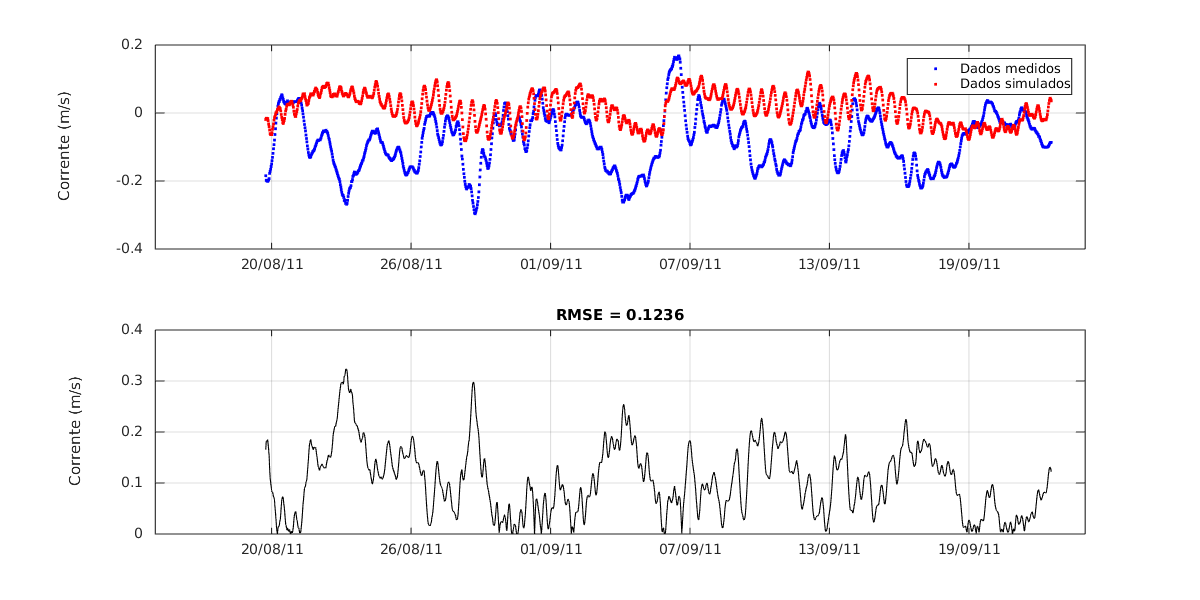 0.2
0
-0.2
-0.4
Corrente (m/s)
Dados medidos
Dados simulados
20/08/11 26/08/11 01/09/11 07/09/11 13/09/11 19/09/11
RMSE = 0.1236
0.4
0.3
0.2
0.1
0
Corrente (m/s)
20/08/11 26/08/11 01/09/11 07/09/11 13/09/11 19/09/11